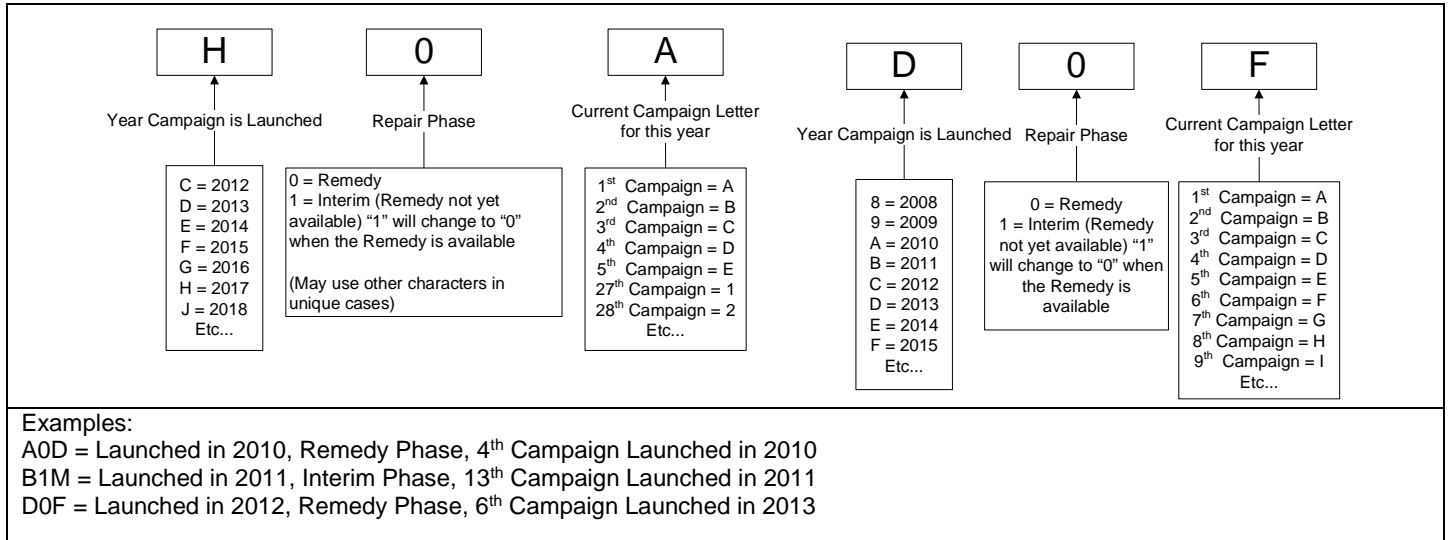 H
0
A
Year Campaign is Launched
Repair Phase
Current Campaign Letter
for this year
C = 2012
D = 2013
E = 2014
F = 2015
G = 2016
H = 2017
J = 2018
Etc...
0 = Remedy
1 = Interim (Remedy not yet
available) “1” will change to “0”
when the Remedy is available
(May use other characters in
unique cases)
1st Campaign = A
2nd Campaign = B
3rd Campaign = C
4th Campaign = D
5th Campaign = E
27th Campaign = 1
28th Campaign = 2
Etc...
D
0
F
Year Campaign is Launched
Repair Phase
Current Campaign Letter
for this year
8 = 2008
9 = 2009
A = 2010
B = 2011
C = 2012
D = 2013
E = 2014
F = 2015
Etc...
0 = Remedy
1 = Interim (Remedy
not yet available) “1”
will change to “0” when
the Remedy is
available
1st Campaign = A
2nd Campaign = B
3rd Campaign = C
4th Campaign = D
5th Campaign = E
6th Campaign = F
7th Campaign = G
8th Campaign = H
9th Campaign = I
Etc...
Examples:
A0D = Launched in 2010, Remedy Phase, 4th Campaign Launched in 2010
B1M = Launched in 2011, Interim Phase, 13th Campaign Launched in 2011
D0F = Launched in 2012, Remedy Phase, 6th Campaign Launched in 2013